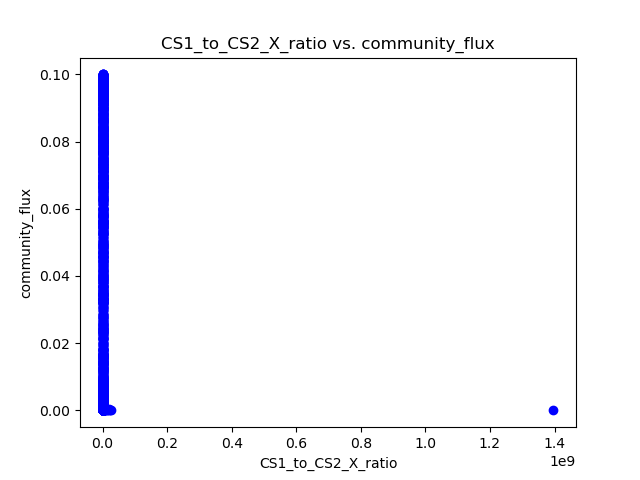 CS1_to_CS2_X_ratio vs. community_flux
0.10
0.08
0.06
0.04
0.02
0.00
community_flux
0.0 0.2 0.4 0.6 0.8 1.0 1.2 1.4
1e9
CS1_to_CS2_X_ratio